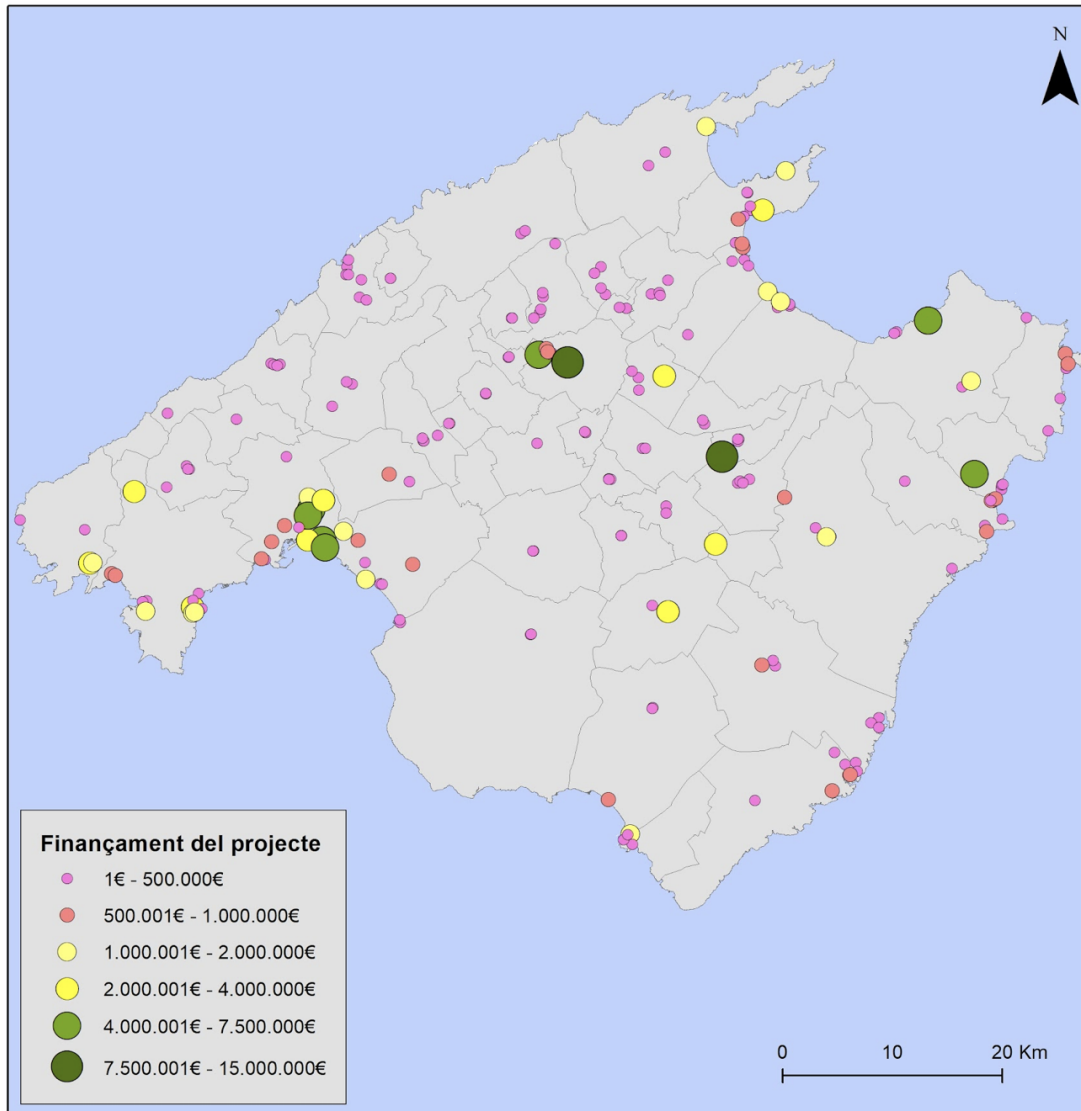 N
Finançament del projecte
1€ - 500.000€
500.001€ - 1.000.000€
1.000.001€ - 2.000.000€
2.000.001€ - 4.000.000€
4.000.001€ - 7.500.000€
7.500.001€ - 15.000.000€
0 10 20 Km